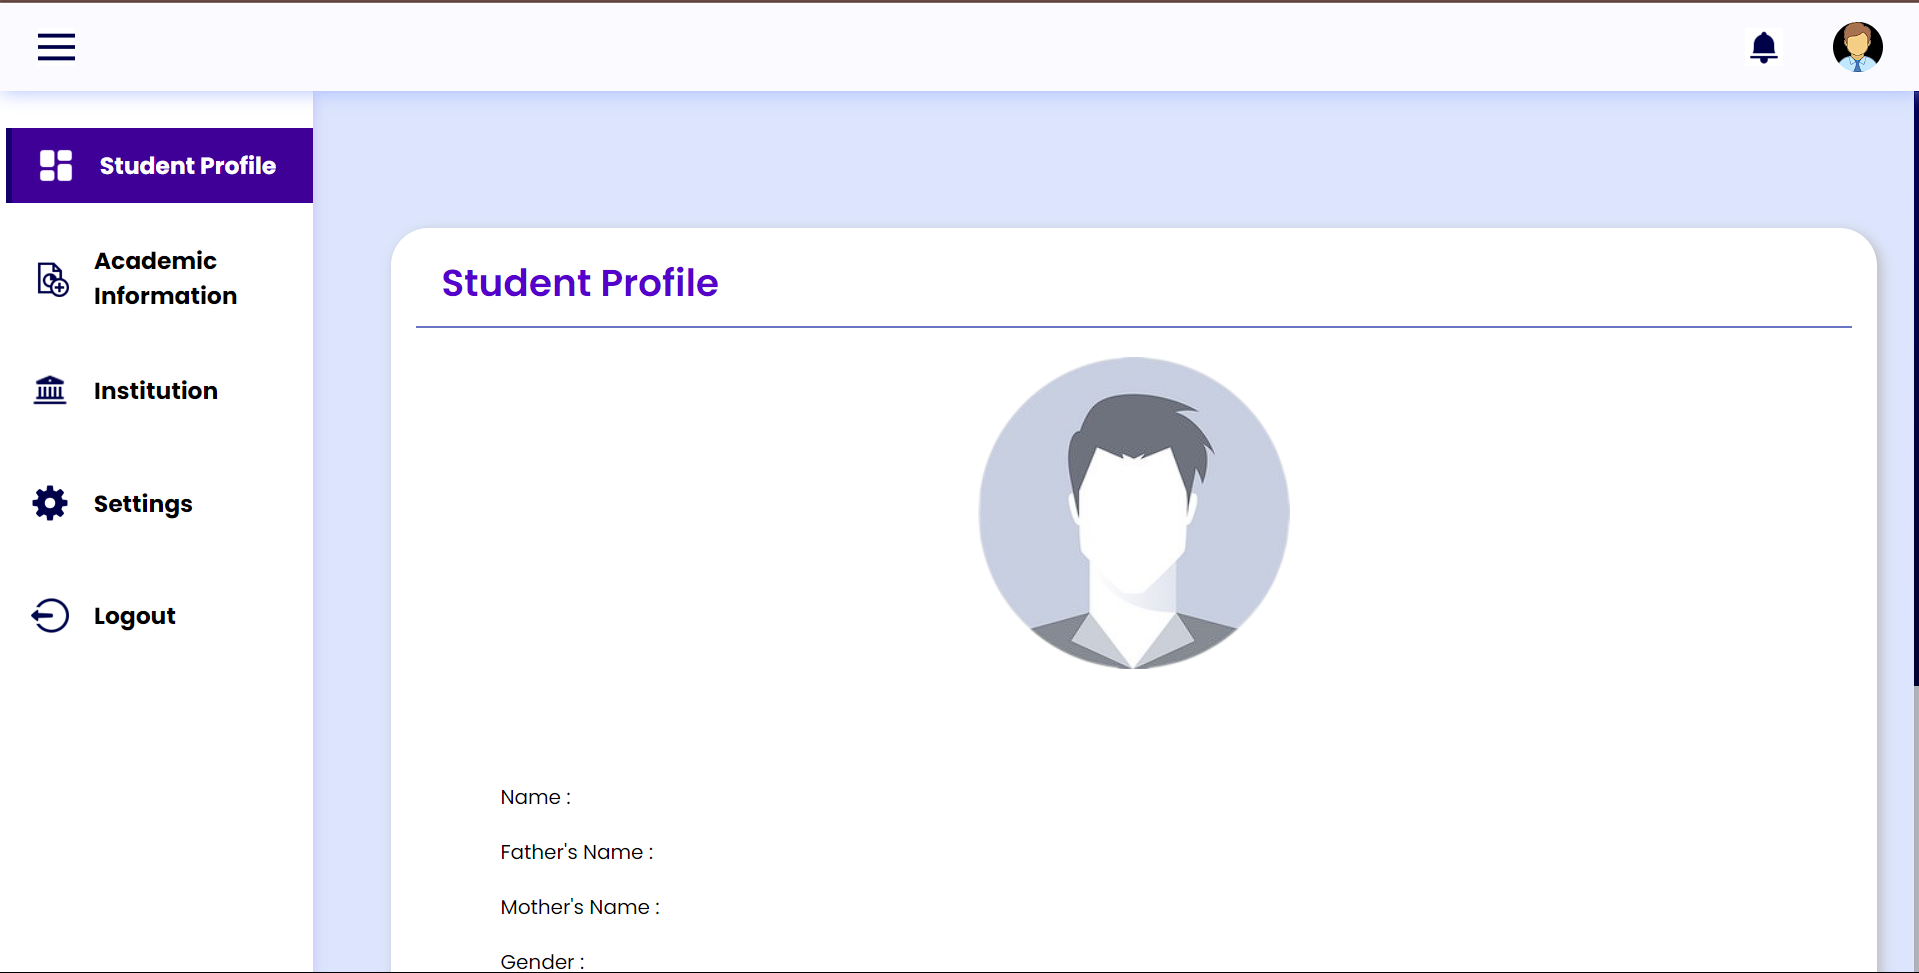 Student Profile
Academic
Information
Institution
Settings
Logout
Student Profile
Name :
Father's Name :
Mother's Name :
Gender :